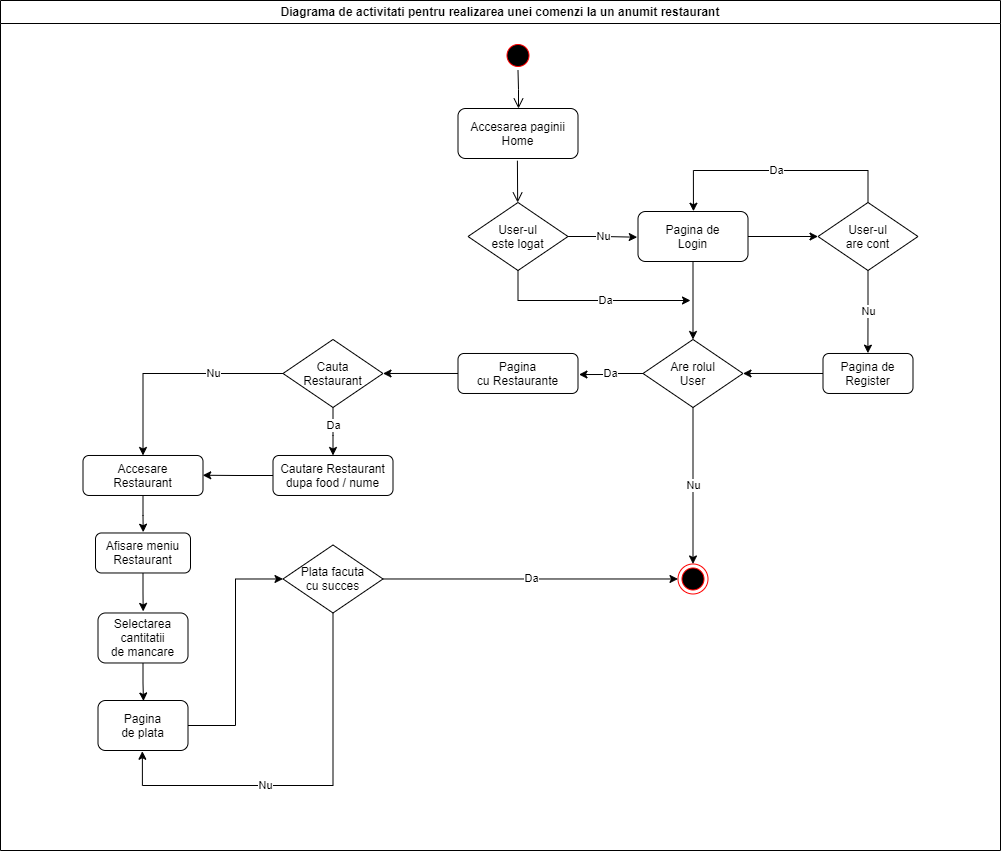 Diagrama de activitati pentru realizarea unei comenzi la un anumit restaurant
Accesarea paginii
Home
Da
User-ul
este logat
Nu
Pagina de
Login
User-ul
are cont
Da
Nu
Cauta
Restaurant
Nu
Pagina
cu Restaurante
Da
Are rolul
User
Pagina de
Register
Da
Accesare
Restaurant
Cautare Restaurant
dupa food / nume
Nu
Afisare meniu
Restaurant
Plata facuta
cu succes
Da
Selectarea
cantitatii
de mancare
Pagina
de plata
Nu